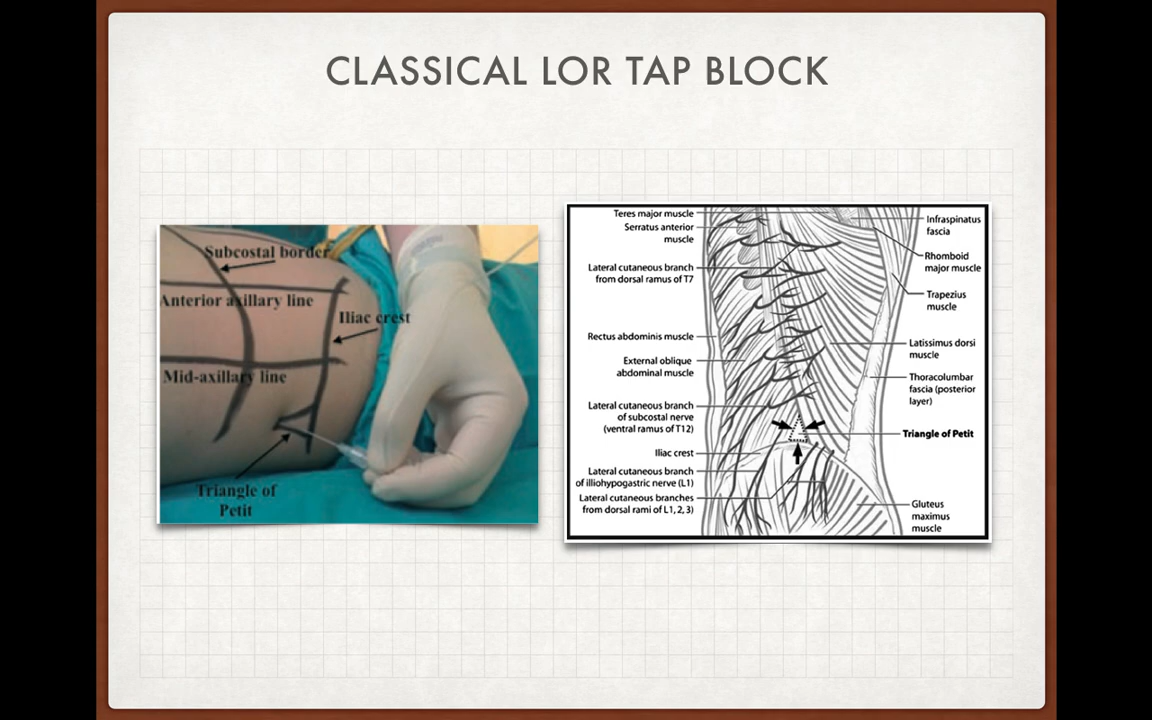 CLASSICAL LOR TAP BLOCK
Subcostal border
Anterior axillary line
Iliac crest
Mid-axillary line
Triangle of
Petit
Teres major muscle
Serratus anterior
muscle
Lateral cutaneous branch
from dorsal ramus of T7
Rectus abdominis muscle
External oblique
abdominal muscle
Lateral cutaneous branch
of subcostal nerve
(ventral ramus of T12)
Iliac crest
Lateral cutaneous branch
of illiohypogastric nerve (L1)
Lateral cutaneous branches
from dorsal rami of L1, 2, 3)
Infraspinatus
fascia
Rhomboid
major muscle
Trapezius
muscle
Latissimus dorsi
muscle
Thoracolumbar
fascia (posterior
layer)
Triangle of Petit
Gluteus
maximus
muscle